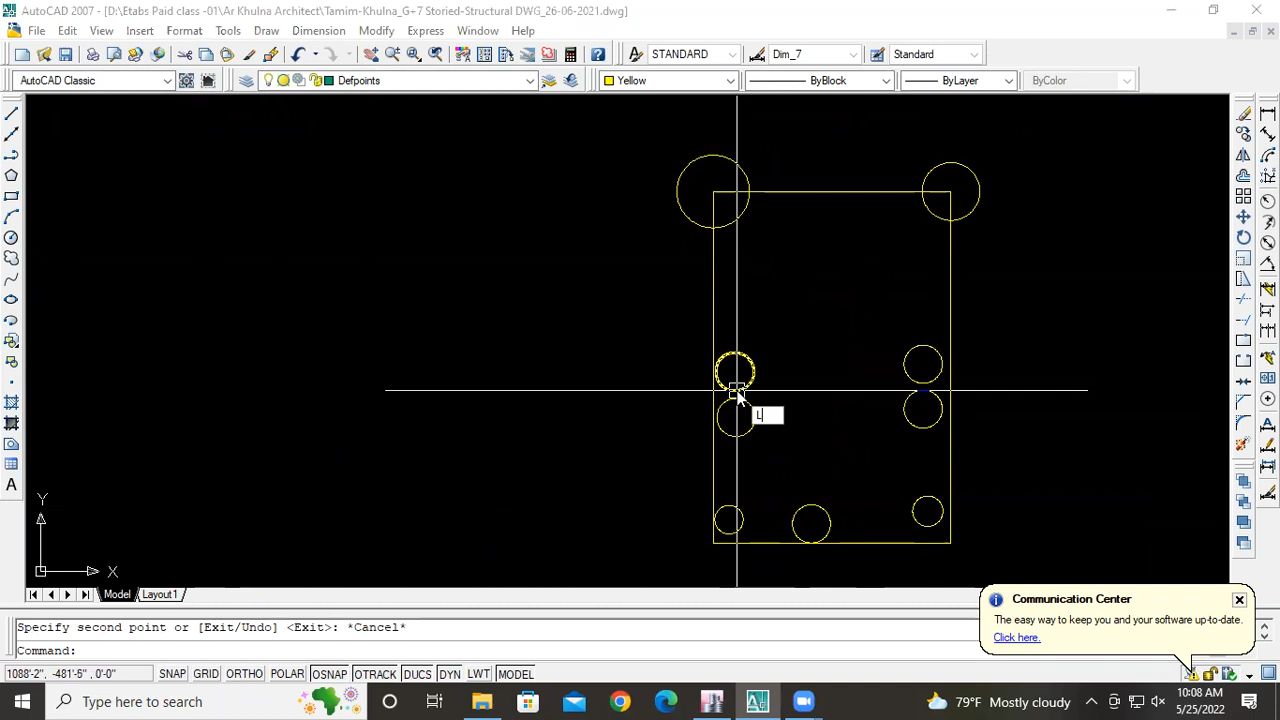 AutoCAD 2007 - [D:\Etabs Paid class -01\Ar Khulna Architect\Tamim-Khulna_G+7 Storied-Structural DWG_26-06-2021.dwg]
File Edit View Insert Format Tools Draw Dimension Modify Express Window Help
STANDARD Dim_7 Standard
AutoCAD Classic Defpoints Yellow ByBlock ByLayer ByColor
L
Y
X
A
Model Layout1
Communication Center
The easy way to keep you and your software up-to-date.
Click here.
Specify second point or [Exit/Undo] <Exit>: *Cancel*
Command:
1088'-2", -481'-6", 0'-0" SNAP GRID ORTHO POLAR OSNAP OTRACK DUCS DYN LWT MODEL
Type here to search
79°F Mostly cloudy
10:08 AM
5/25/2022